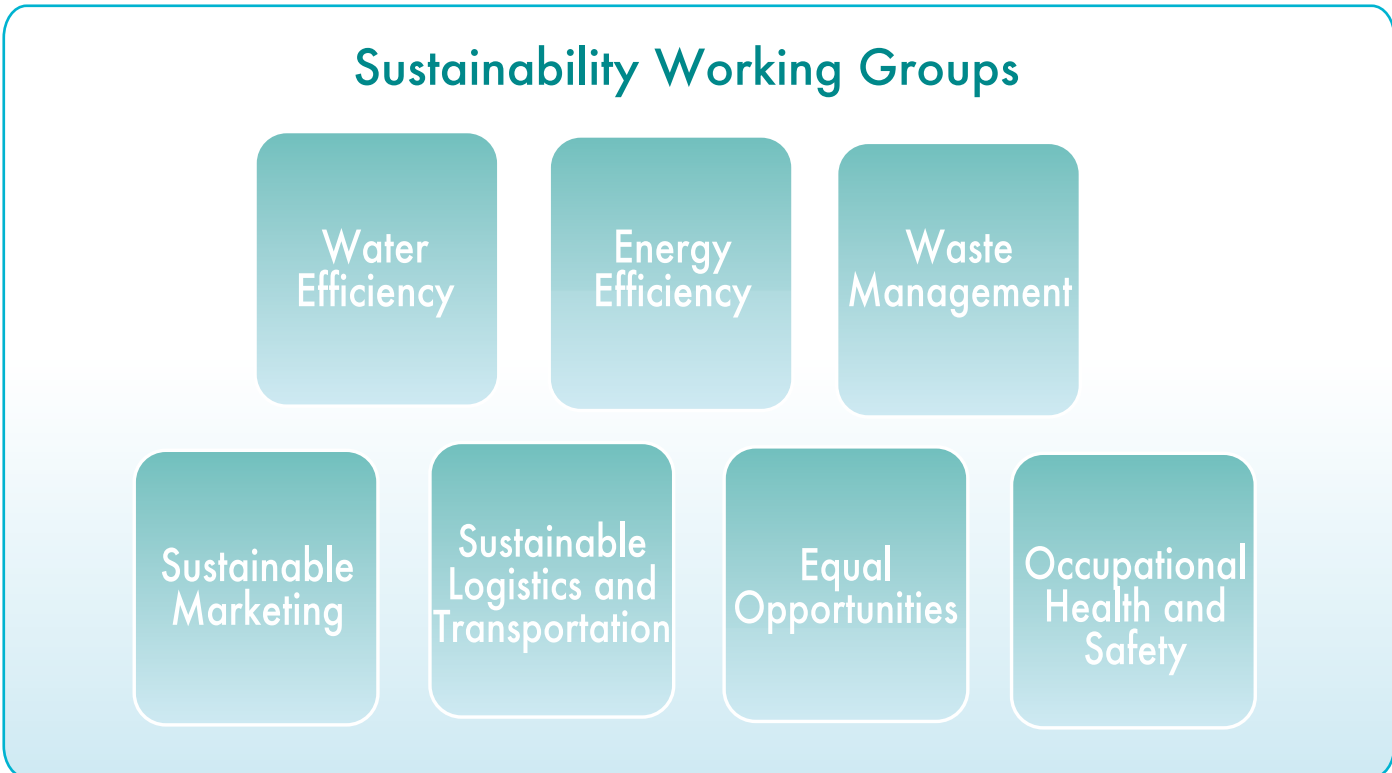 Sustainability Working Groups
Water
Efficiency
Energy
Efficiency
Waste
Management
Sustainable
Marketing
Sustainable
Logistics and
Transportation
Equal
Opportunities
Occupational
Health and
Safety